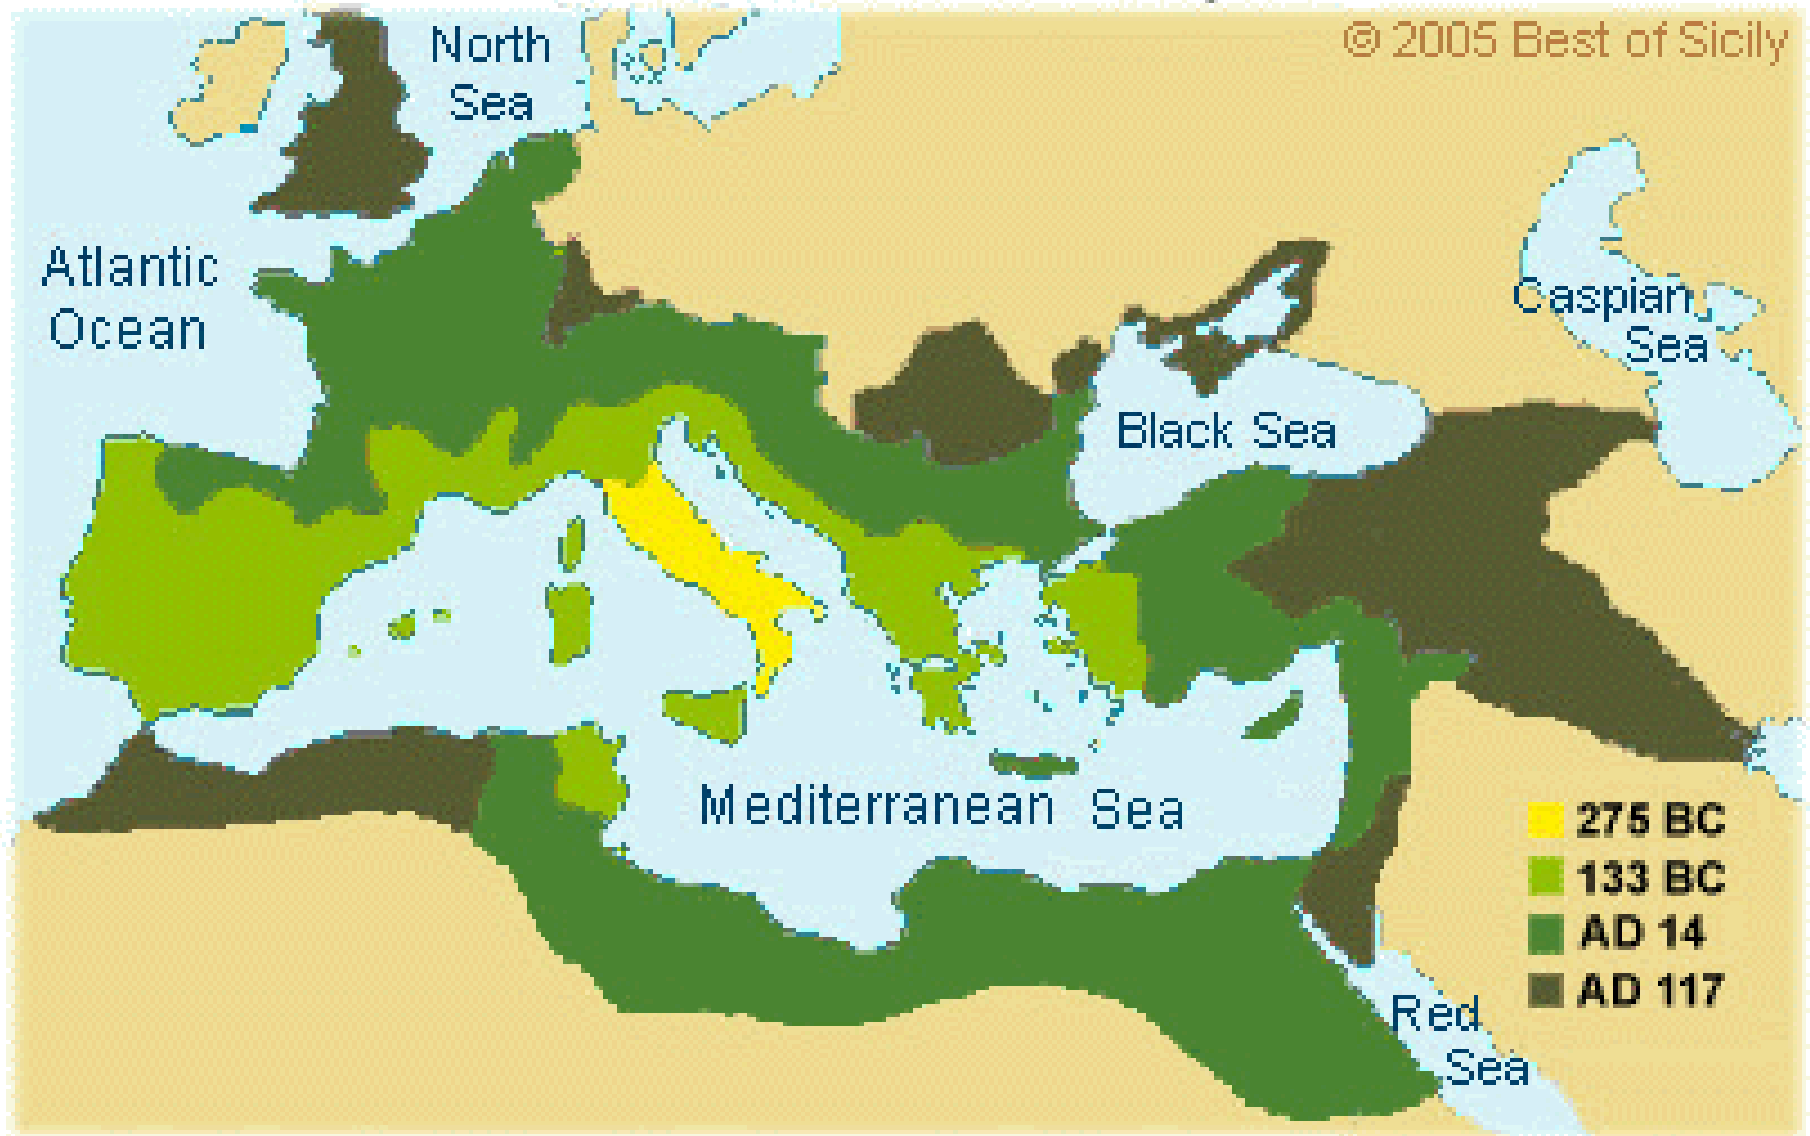 © 2005 Best of Sicily
North
Sea
Atlantic
Ocean
Caspian
Sea
Black Sea
Mediterranean Sea
275 BC
133 BC
AD 14
AD 117
Red
Sea